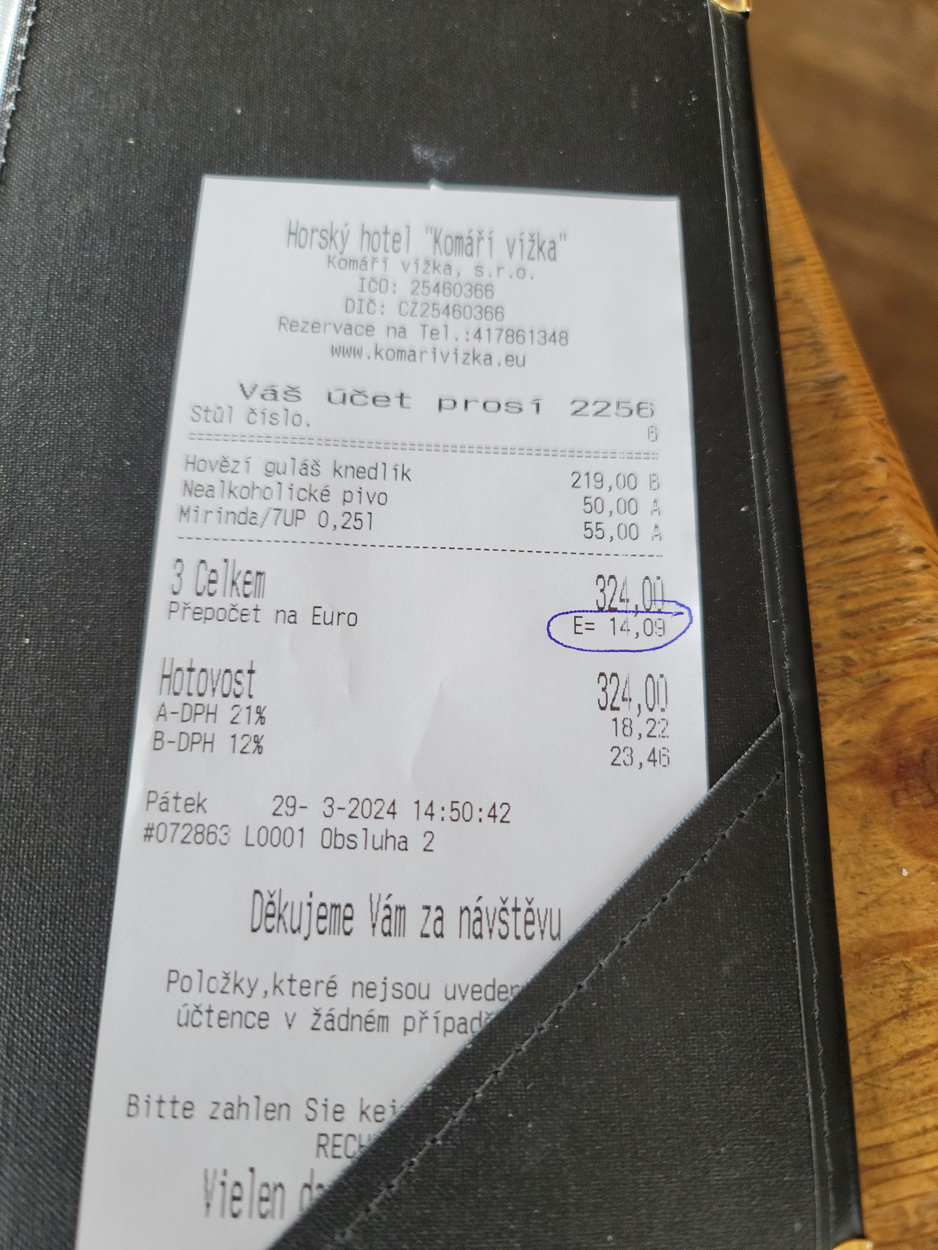 Horský hotel "Komáří vížka"
Komáří vížka, s.r.o.
IČO: 25460366
DIČ: CZ25460366
Rezervace na Tel.:417861348
www.komarivizka.eu
Váš účet prosí 2256
Stůl číslo. 6
Hovězí guláš knedlík 219,00 B
Nealkoholické pivo 50,00 A
Mirinda/7UP 0,25l 55,00 A
3 Celkem 324,00
Přepočet na Euro E= 14,09
Hotovost 324,00
A-DPH 21% 18,22
B-DPH 12% 23,46
Pátek 29- 3-2024 14:50:42
#072863 L0001 Obsluha 2
Děkujeme Vám za návštěvu
Položky,které nejsou
účtence v žádném
Bitte zahlen Sie
Vielen